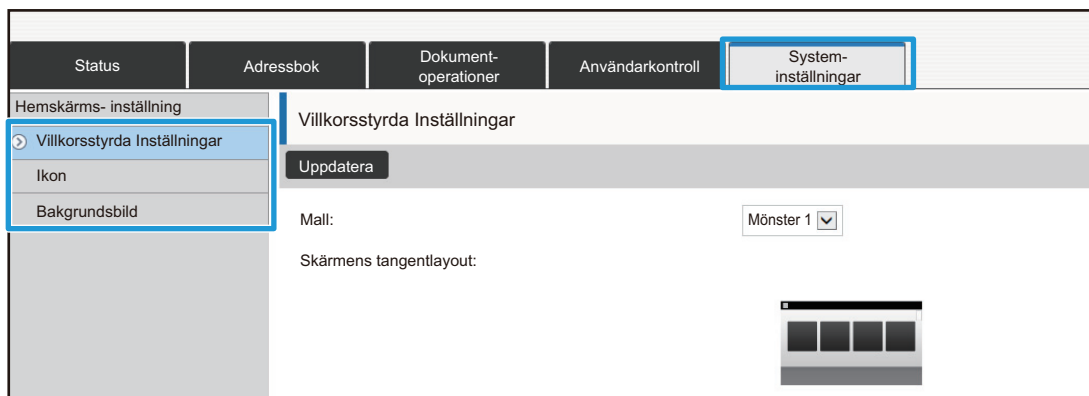 Status
Adressbok
Dokument-
operationer
Användarkontroll
System-
inställningar
Hemskärms- inställning
Villkorsstyrda Inställningar
Ikon
Bakgrundsbild
Villkorsstyrda Inställningar
Uppdatera
Mall:
Mönster 1
Skärmens tangentlayout: